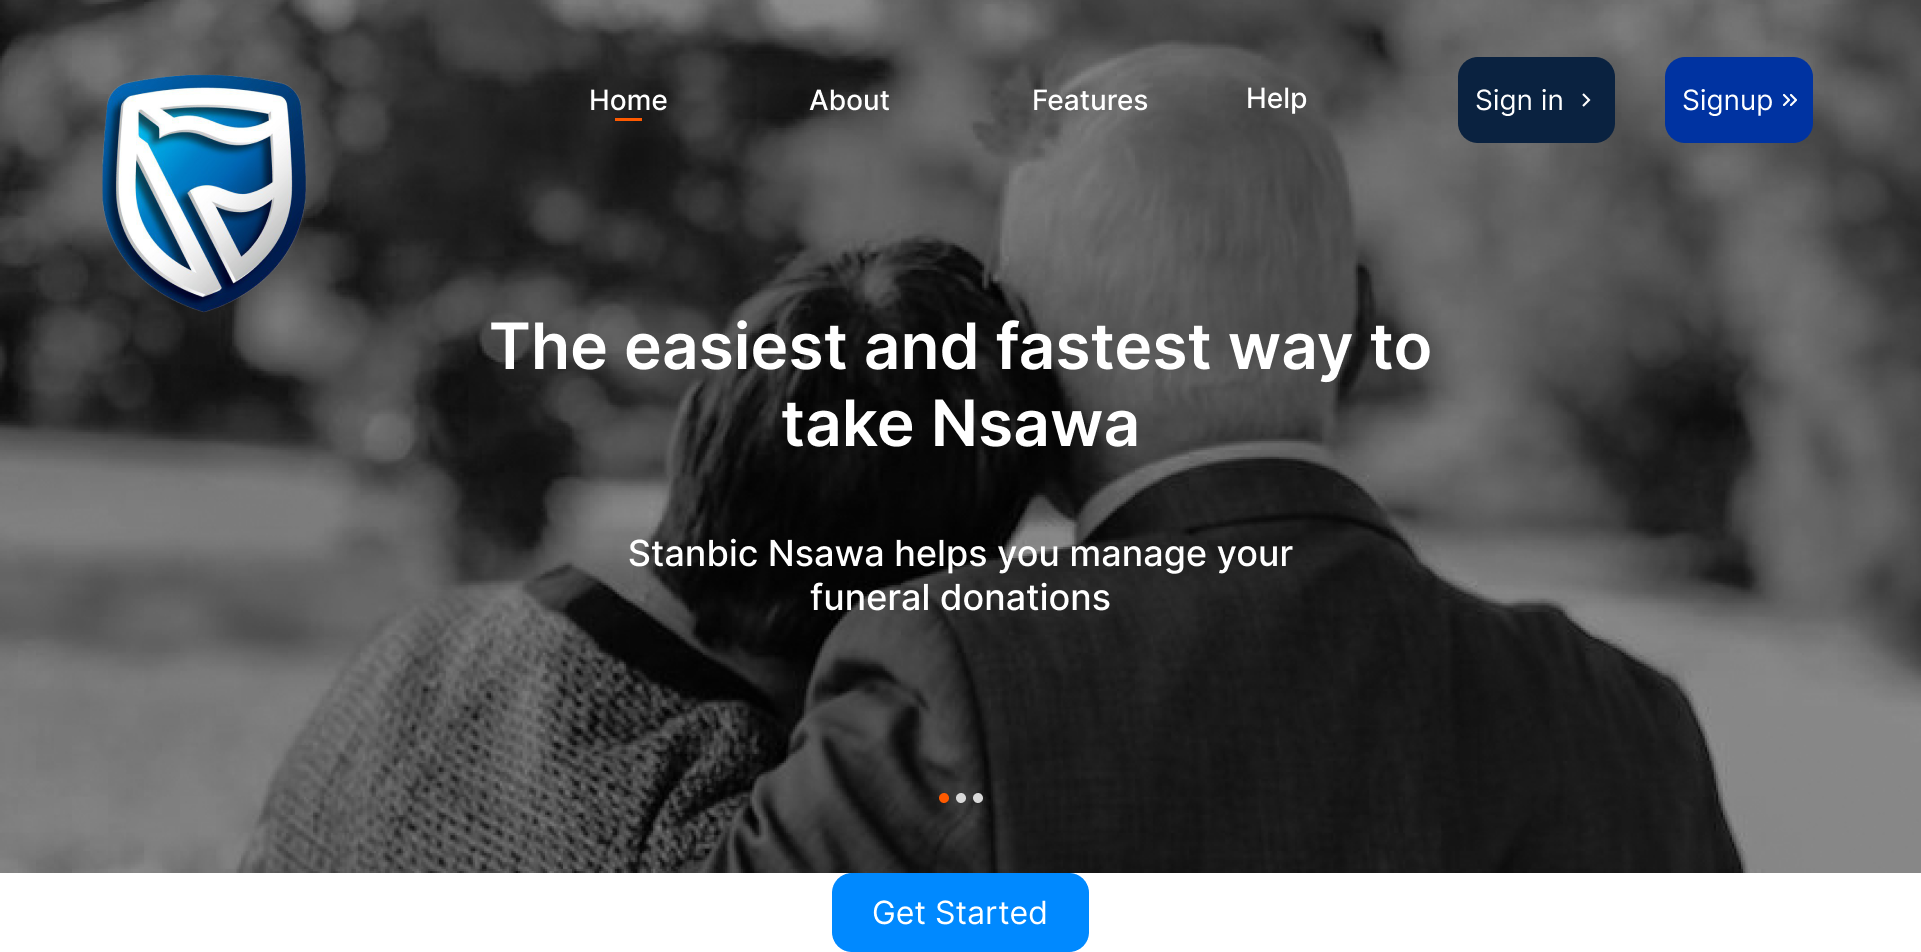 Home
About
Features
Help
Sign in
Signup
The easiest and fastest way to
take Nsawa
Stanbic Nsawa helps you manage your
funeral donations
Get Started